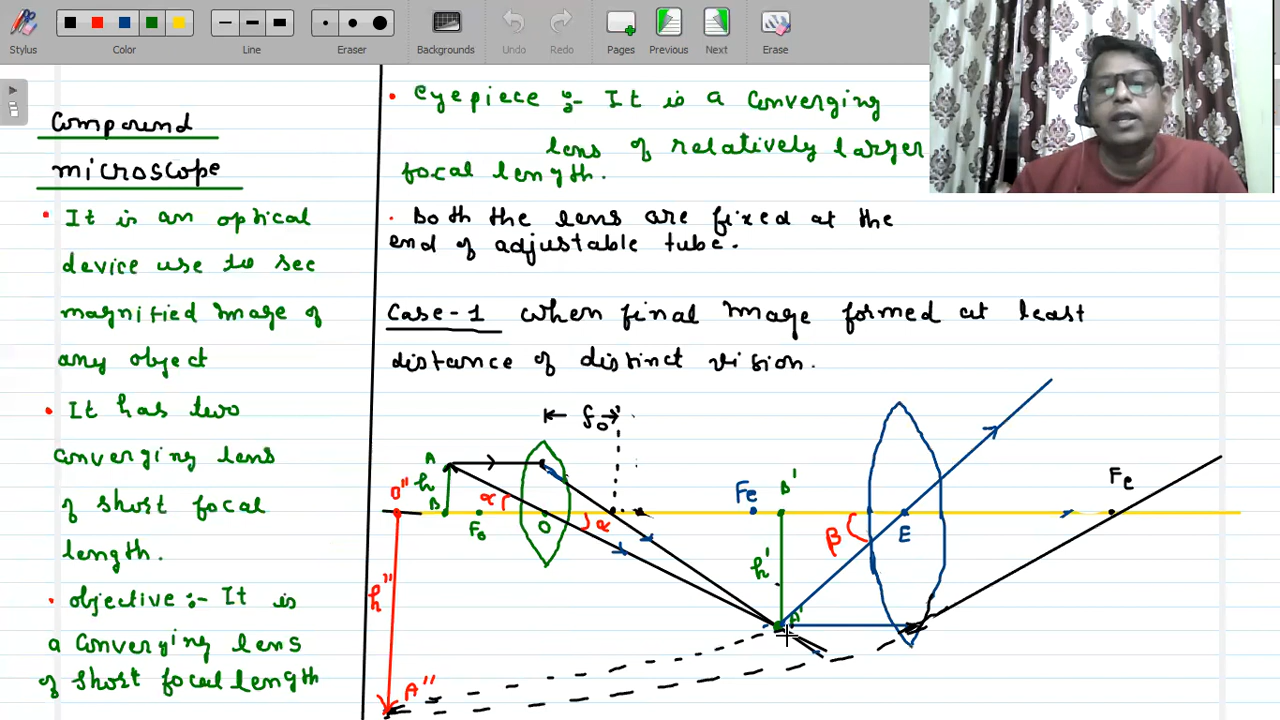 Stylus
Color
Line
Eraser
Backgrounds
Undo
Redo
Pages
Previous
Next
Erase
Compound
microscope
• It is an optical
device use to see
magnified image of
any object
• It has two
converging lens
of short focal
length.
• objective :- It is
a Converging lens
of short focal length
• eyepiece :- It is a Converging
lens of relatively larger
focal length.
• Both the lens are fixed at the
end of adjustable tube.
Case-1 when final image formed at least
distance of distinct vision.
f₀
A
h
B
F₀
α
O
α
B"
h"
A"
Fe
B'
h'
A'
β
E
Fe